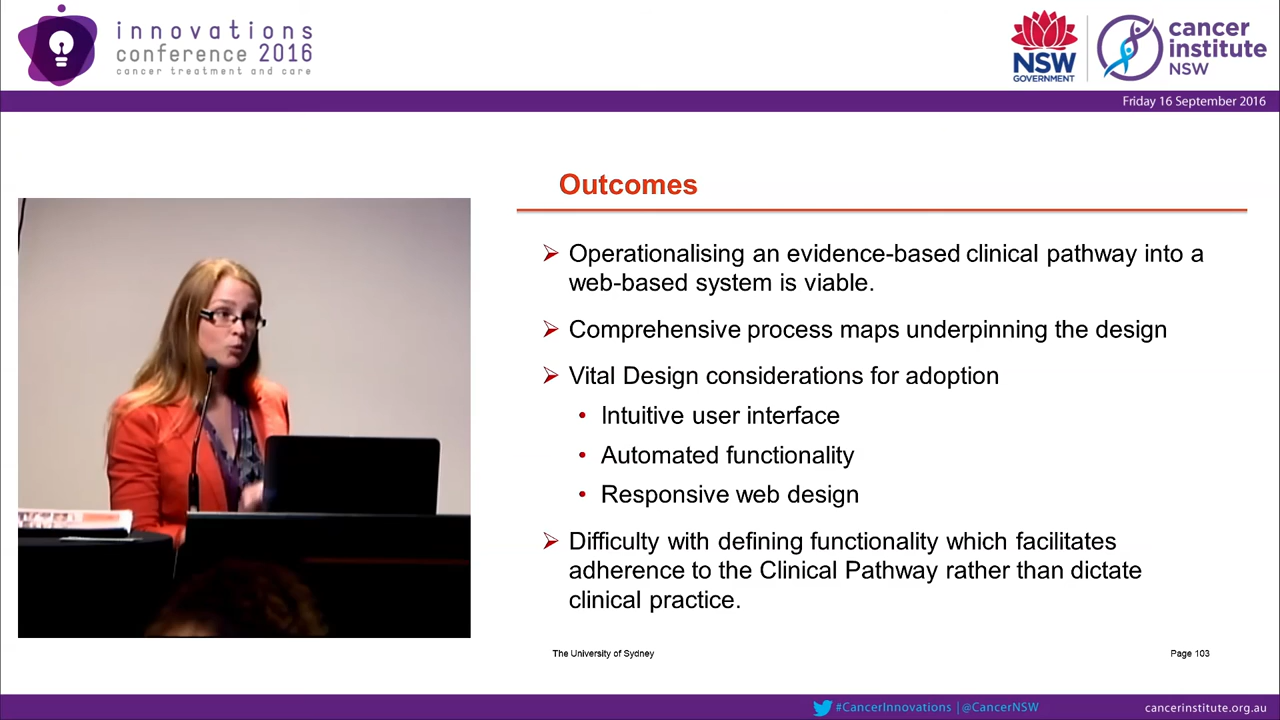 innovations
conference 2016
cancer treatment and care
NSW
GOVERNMENT
cancer
institute
NSW
Friday 16 September 2016
Outcomes
Operationalising an evidence-based clinical pathway into a
web-based system is viable.
Comprehensive process maps underpinning the design
Vital Design considerations for adoption
Intuitive user interface
Automated functionality
Responsive web design
Difficulty with defining functionality which facilitates
adherence to the Clinical Pathway rather than dictate
clinical practice.
The University of Sydney
Page 103
#CancerInnovations | @CancerNSW
cancerinstitute.org.au